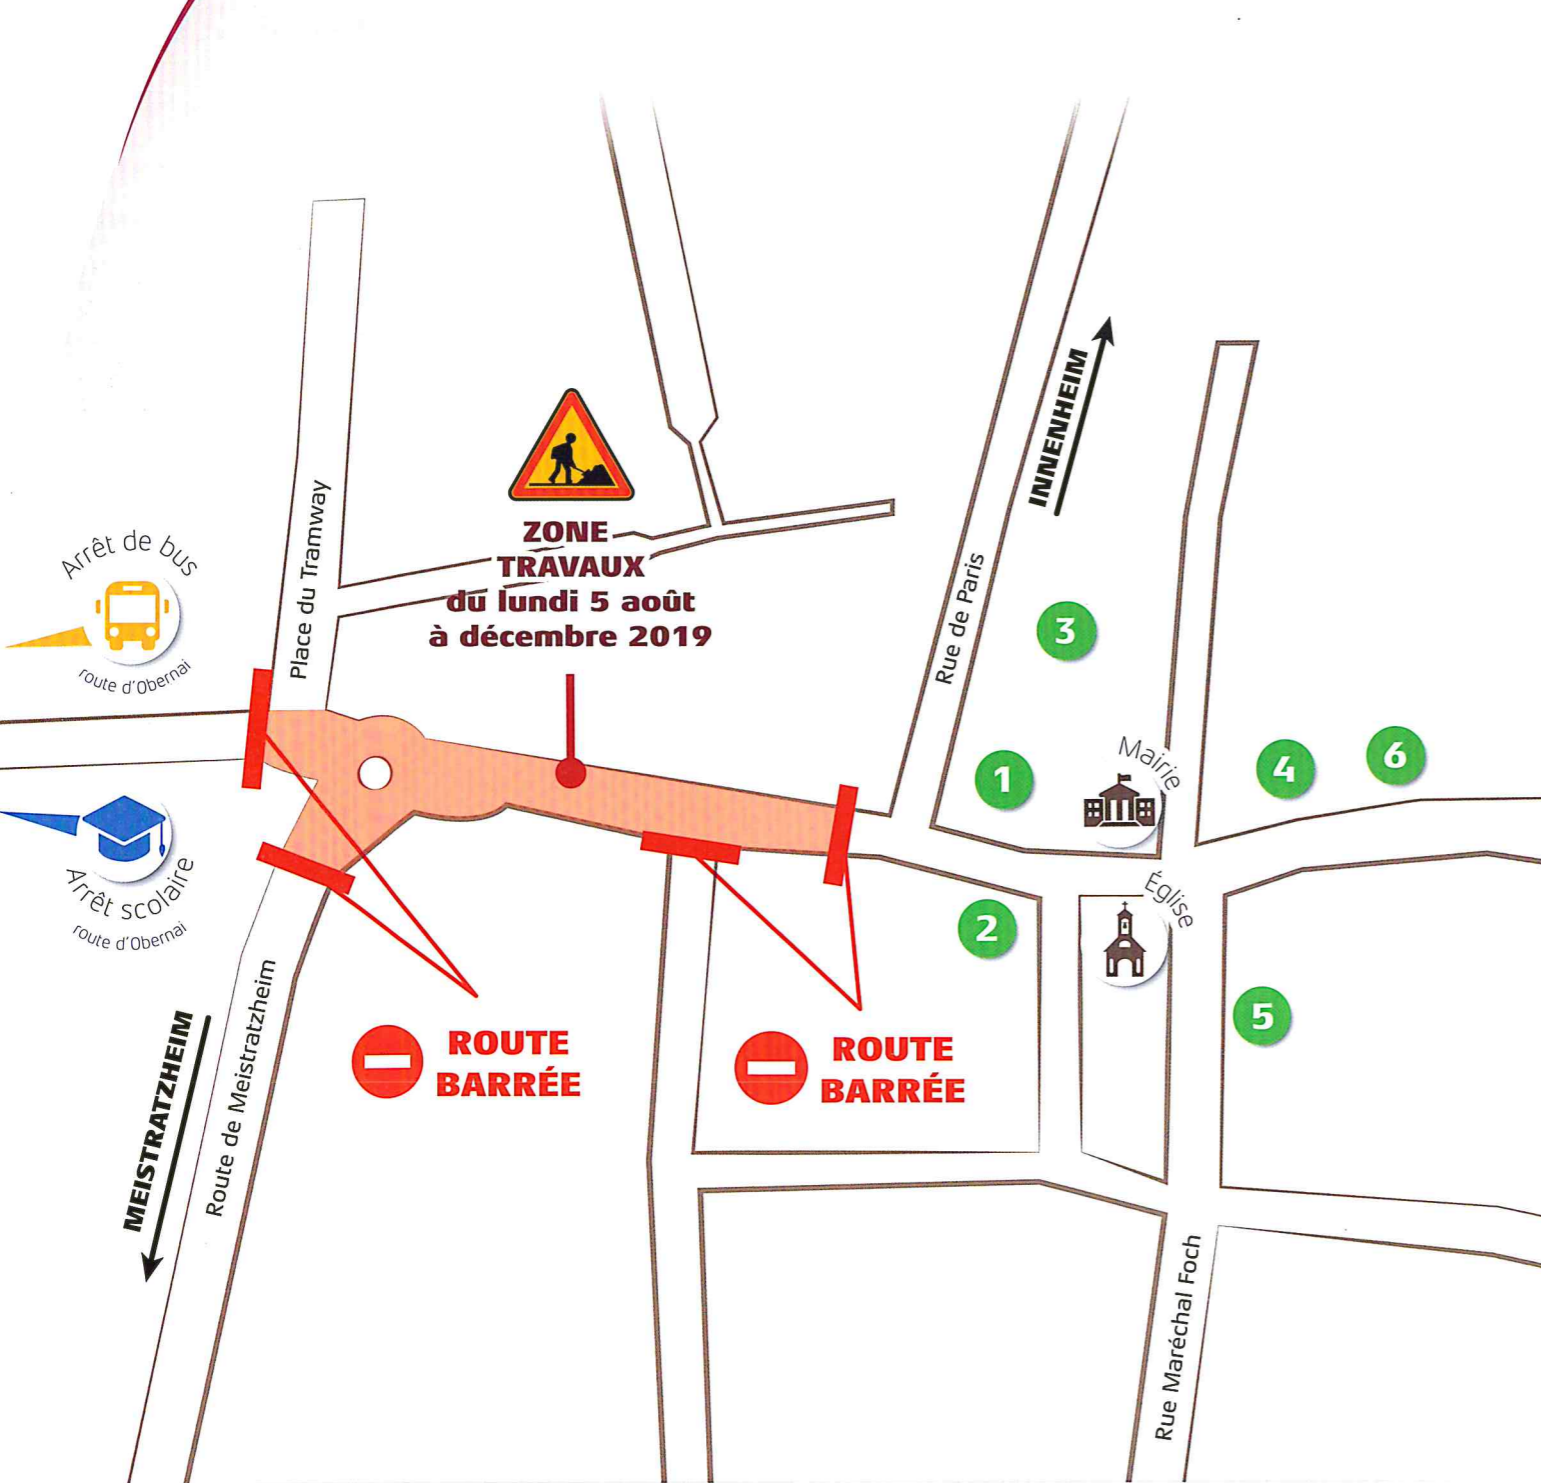 INNENHEIM
Place du Tramway
ZONE
TRAVAUX
du lundi 5 août
à décembre 2019
Arrêt de bus
route d'Obernai
Rue de Paris
3
1
Mairie
4
6
Arrêt scolaire
route d'Obernai
2
Église
5
MEISTRATZHEIM
Route de Meistratzheim
ROUTE
BARRÉE
ROUTE
BARRÉE
Rue Maréchal Foch